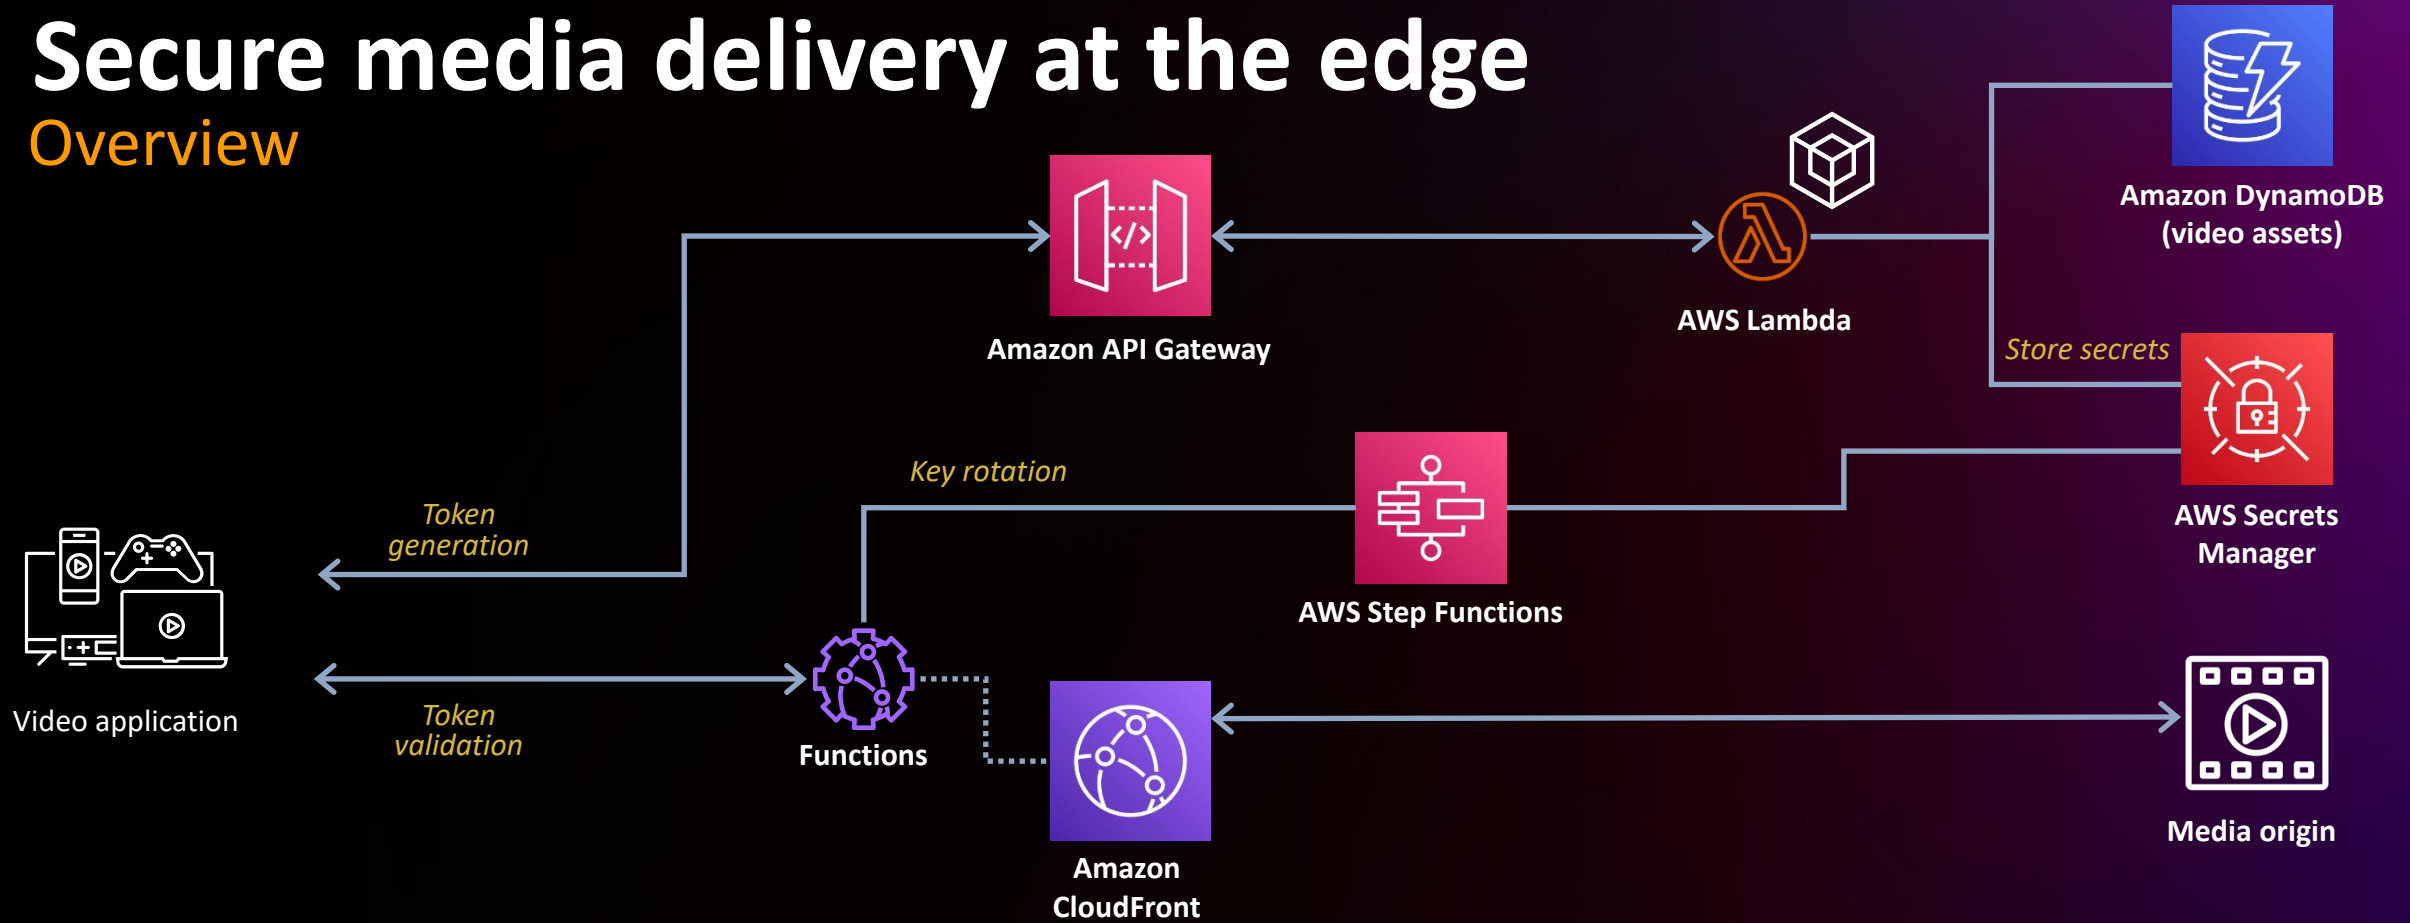 Secure media delivery at the edge
Overview
Amazon DynamoDB
(video assets)
</>
AWS Lambda
Amazon API Gateway
Store secrets
Key rotation
Token
generation
AWS Secrets
Manager
AWS Step Functions
Video application
Token
validation
Functions
Media origin
Amazon
CloudFront